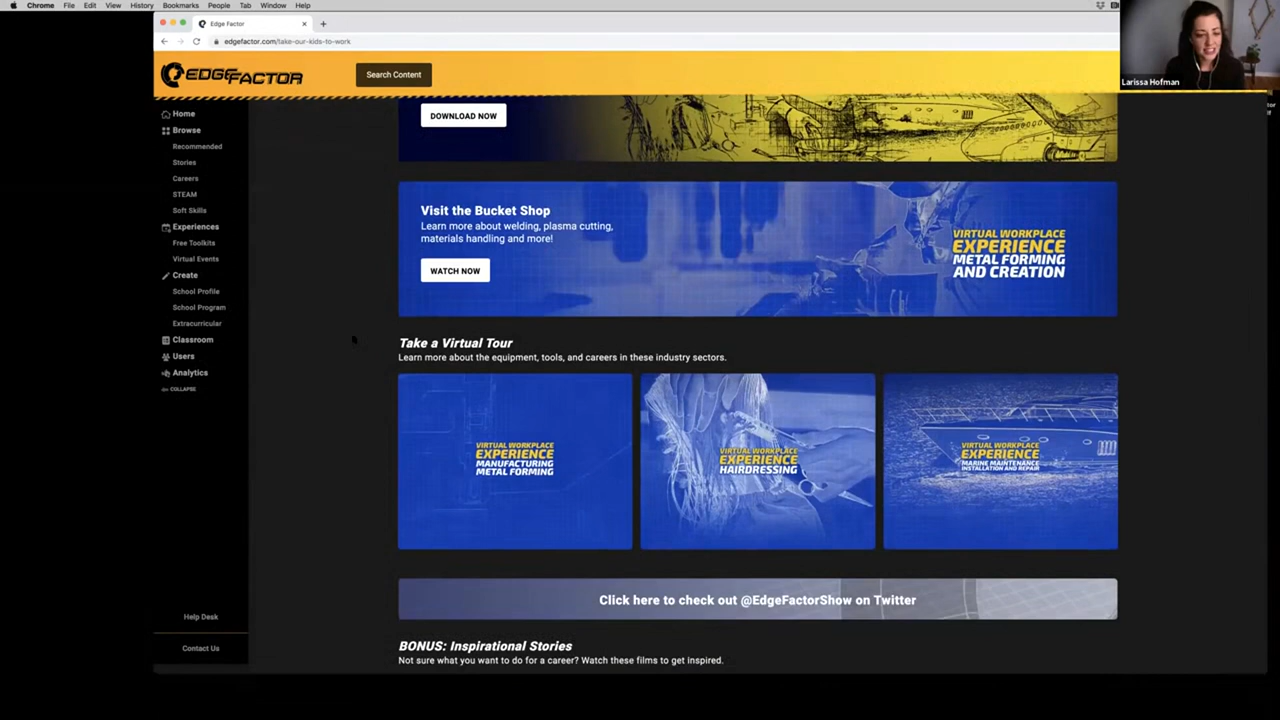 Chrome File Edit View History Bookmarks People Tab Window Help
Edge Factor
edgefactor.com/take-our-kids-to-work
Larissa Hofman
EDGE FACTOR
Search Content
Home
Browse
Recommended
Stories
Careers
STEAM
Soft Skills
Experiences
Free Toolkits
Virtual Events
Create
School Profile
School Program
Extracurricular
Classroom
Users
Analytics
COLLAPSE
Help Desk
Contact Us
DOWNLOAD NOW
Visit the Bucket Shop
Learn more about welding, plasma cutting,
materials handling and more!
WATCH NOW
VIRTUAL WORKPLACE
EXPERIENCE
METAL FORMING
AND CREATION
Take a Virtual Tour
Learn more about the equipment, tools, and careers in these industry sectors.
VIRTUAL WORKPLACE
EXPERIENCE
MANUFACTURING
METAL FORMING
VIRTUAL WORKPLACE
EXPERIENCE
HAIRDRESSING
VIRTUAL WORKPLACE
EXPERIENCE
MARINE MAINTENANCE
INSTALLATION AND REPAIR
Click here to check out @EdgeFactorShow on Twitter
BONUS: Inspirational Stories
Not sure what you want to do for a career? Watch these films to get inspired.